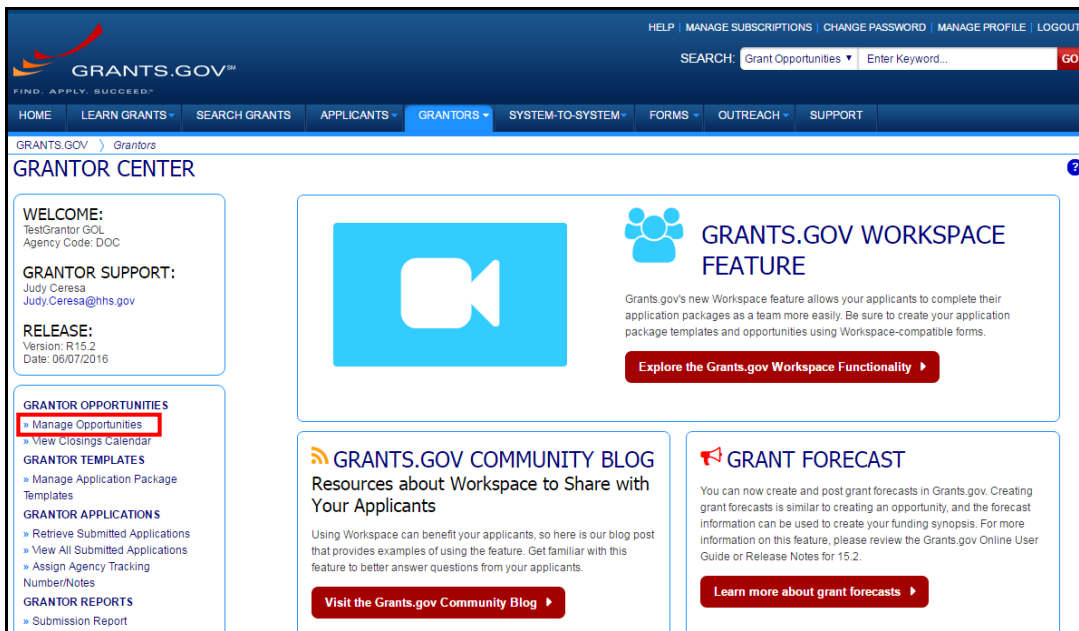 HELP | MANAGE SUBSCRIPTIONS | CHANGE PASSWORD | MANAGE PROFILE | LOGOUT
SEARCH: Grant Opportunities Enter Keyword... GO
GRANTS.GOV℠
FIND. APPLY. SUCCEED.℠
HOME LEARN GRANTS SEARCH GRANTS APPLICANTS GRANTORS SYSTEM-TO-SYSTEM FORMS OUTREACH SUPPORT
GRANTS.GOV 〉 Grantors
GRANTOR CENTER
?
WELCOME:
TestGrantor GOL
Agency Code: DOC
GRANTOR SUPPORT:
Judy Ceresa
Judy.Ceresa@hhs.gov
RELEASE:
Version: R15.2
Date: 06/07/2016
GRANTOR OPPORTUNITIES
» Manage Opportunities
» View Closings Calendar
GRANTOR TEMPLATES
» Manage Application Package
Templates
GRANTOR APPLICATIONS
» Retrieve Submitted Applications
» View All Submitted Applications
» Assign Agency Tracking
Number/Notes
GRANTOR REPORTS
» Submission Report
GRANTS.GOV WORKSPACE
FEATURE
Grants.gov's new Workspace feature allows your applicants to complete their
application packages as a team more easily. Be sure to create your application
package templates and opportunities using Workspace-compatible forms.
Explore the Grants.gov Workspace Functionality
GRANTS.GOV COMMUNITY BLOG
Resources about Workspace to Share with
Your Applicants
Using Workspace can benefit your applicants, so here is our blog post
that provides examples of using the feature. Get familiar with this
feature to better answer questions from your applicants.
Visit the Grants.gov Community Blog
GRANT FORECAST
You can now create and post grant forecasts in Grants.gov. Creating
grant forecasts is similar to creating an opportunity, and the forecast
information can be used to create your funding synopsis. For more
information on this feature, please review the Grants.gov Online User
Guide or Release Notes for 15.2.
Learn more about grant forecasts